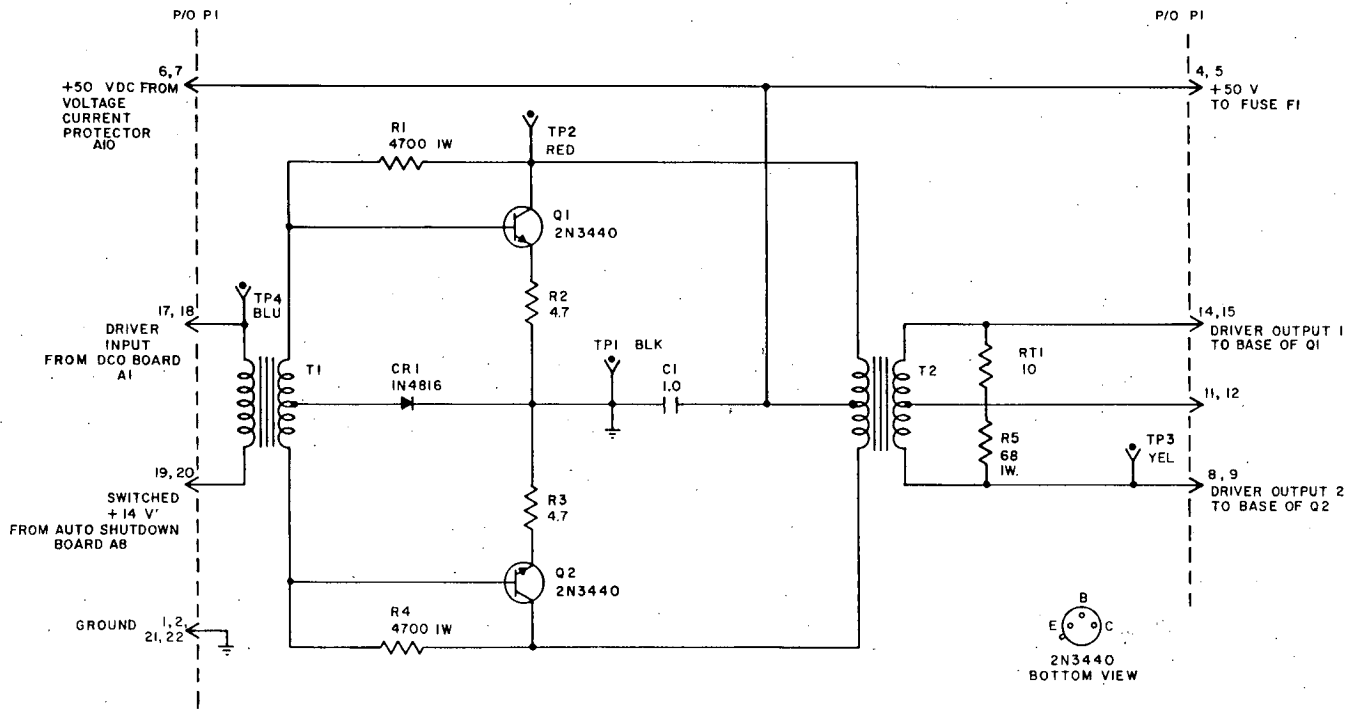 P/O P1
P/O P1
6,7
+50 VDC FROM
VOLTAGE
CURRENT
PROTECTOR
A10
4, 5
+50 V
TO FUSE F1
R1
4700 1W
TP2
RED
Q1
2N3440
R2
4.7
TP4
BLU
17, 18
DRIVER
INPUT
FROM DCO BOARD
A1
T1
CR1
1N4816
TP1 BLK
C1
1.0
T2
RT1
10
14,15
DRIVER OUTPUT 1
TO BASE OF Q1
11, 12
R5
68
1W.
TP3
YEL
8, 9
DRIVER OUTPUT 2
TO BASE OF Q2
19, 20
SWITCHED
+14 V'
FROM AUTO SHUTDOWN
BOARD A8
R3
4.7
Q2
2N3440
R4
4700 1W
GROUND 1, 2,
21, 22
B
E C
2N3440
BOTTOM VIEW